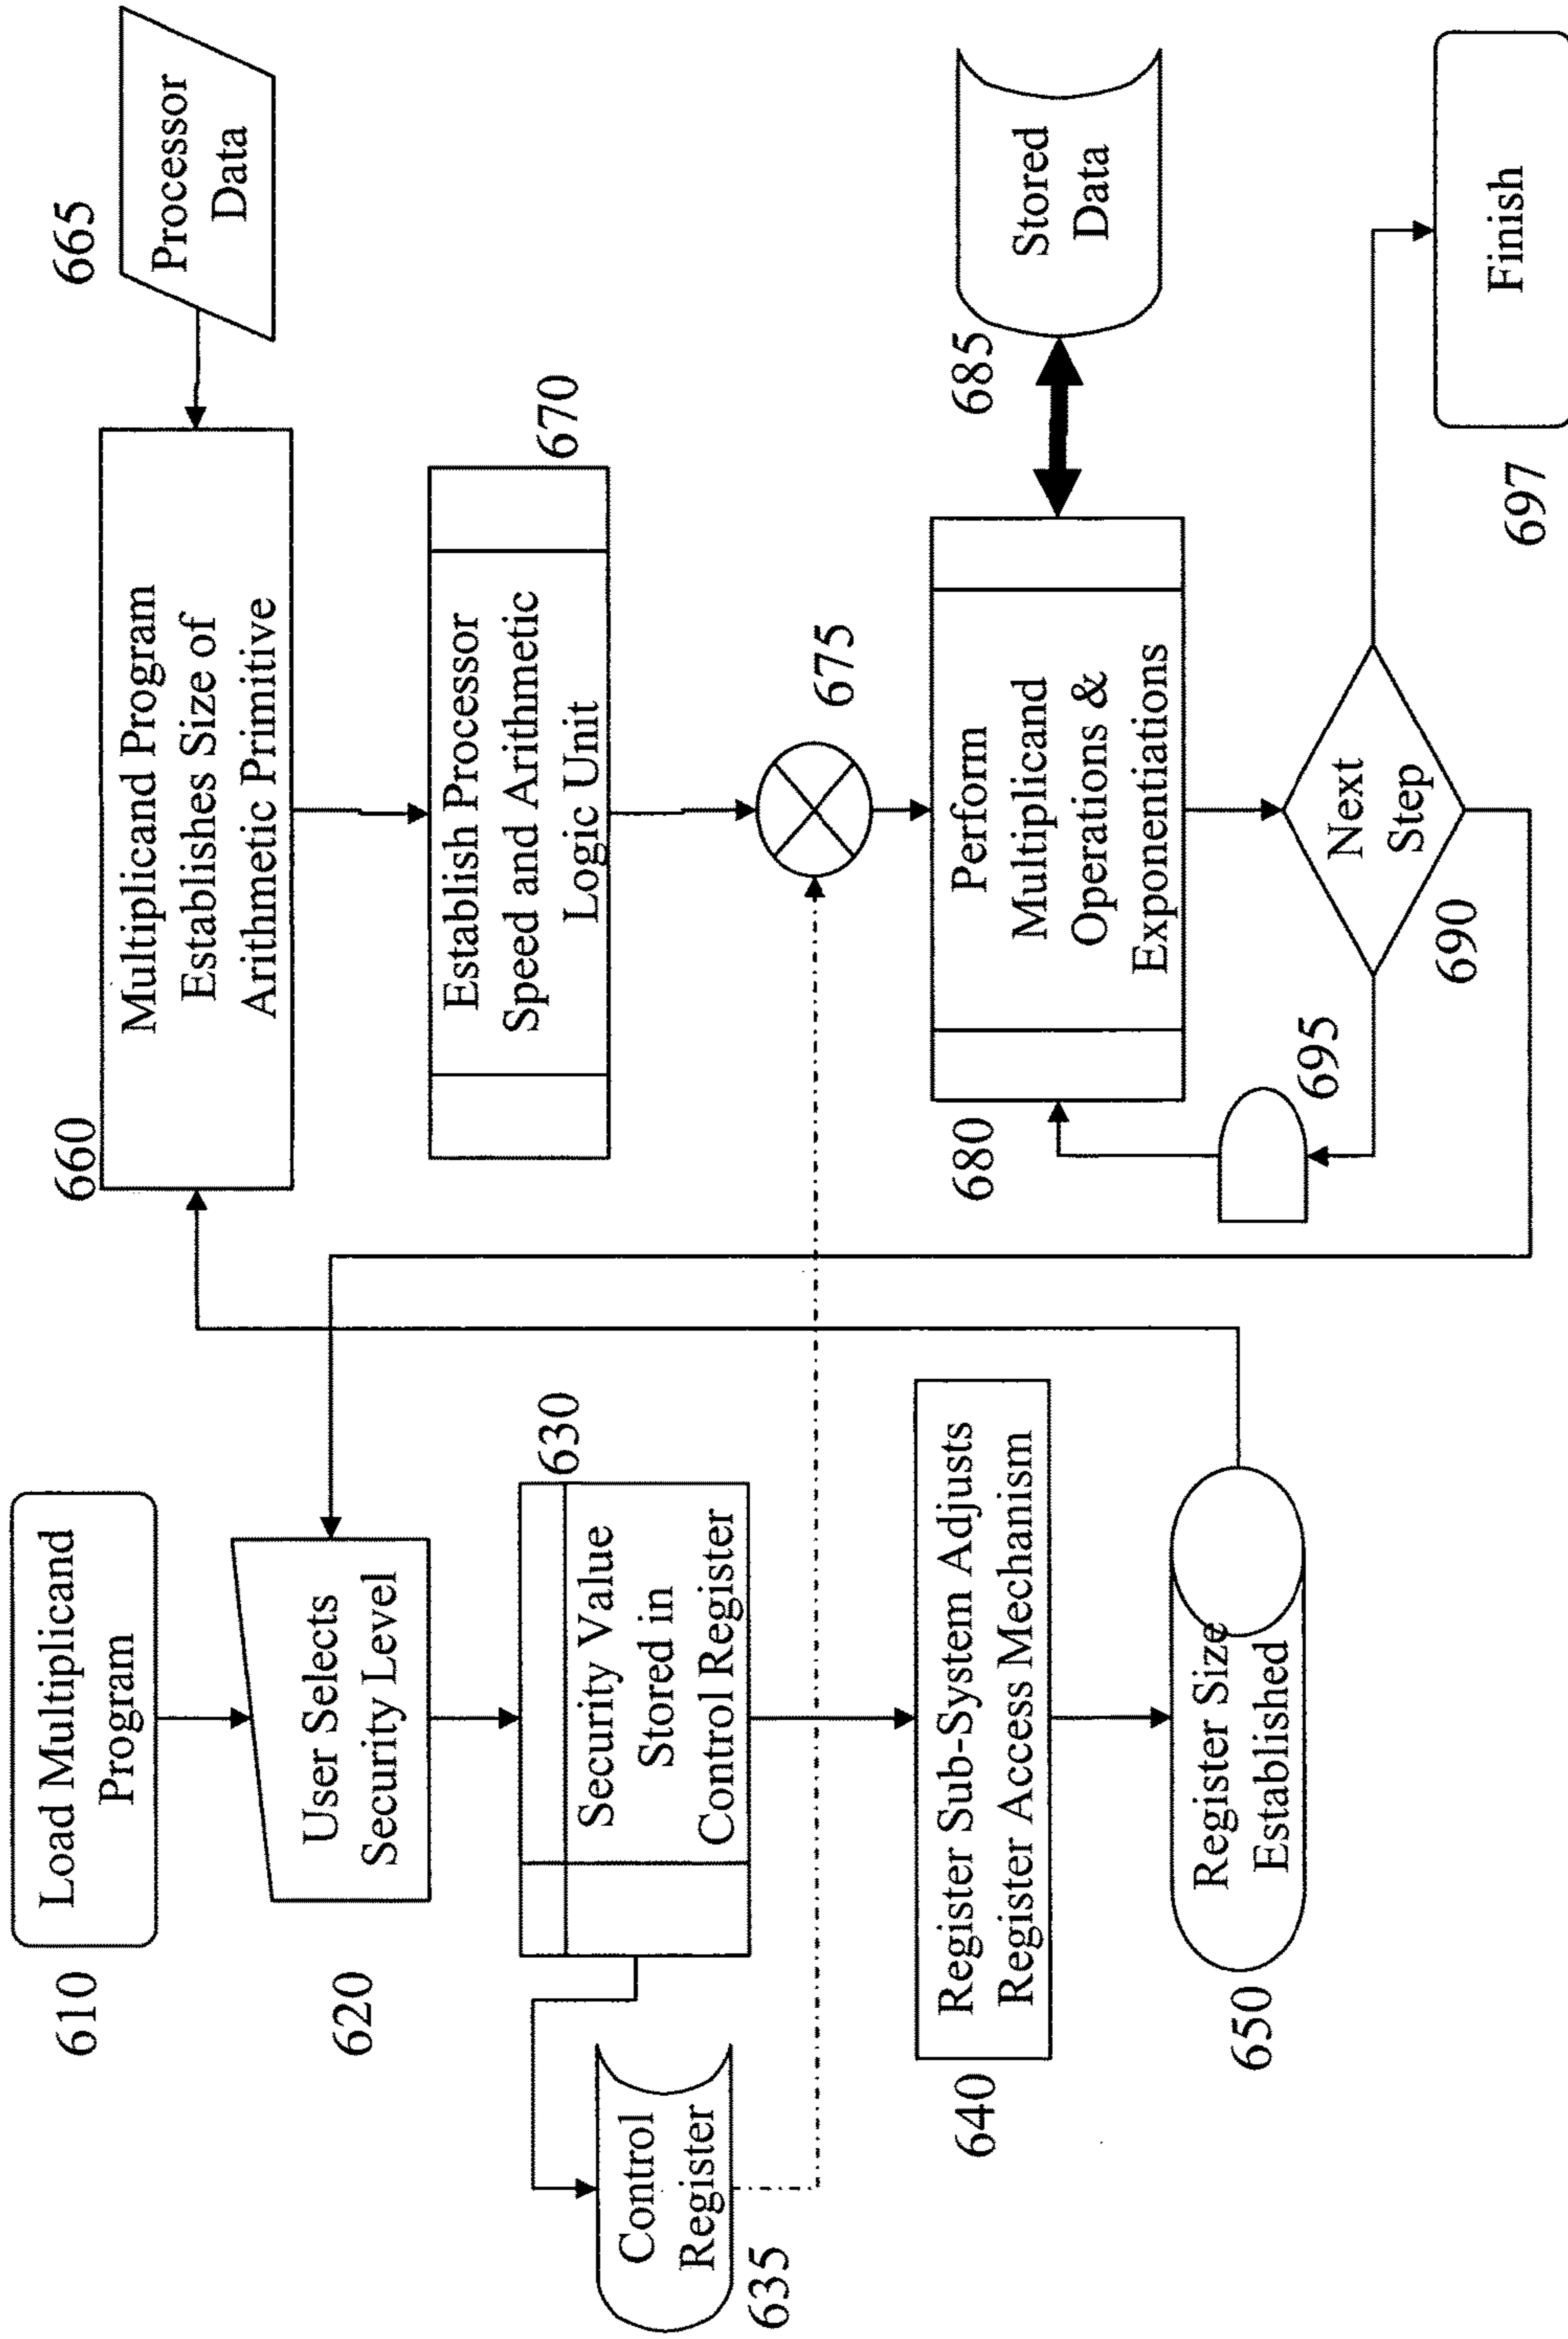 610
Load Multiplicand
Program
620
User Selects
Security Level
630
Security Value
Stored in
Control Register
Control
Register
635
640
Register Sub-System Adjusts
Register Access Mechanism
650
Register Size
Established
660
Multiplicand Program
Establishes Size of
Arithmetic Primitive
665
Processor
Data
670
Establish Processor
Speed and Arithmetic
Logic Unit
675
680
Perform
Multiplicand
Operations &
Exponentiations
685
Stored
Data
690
Next
Step
695
697
Finish